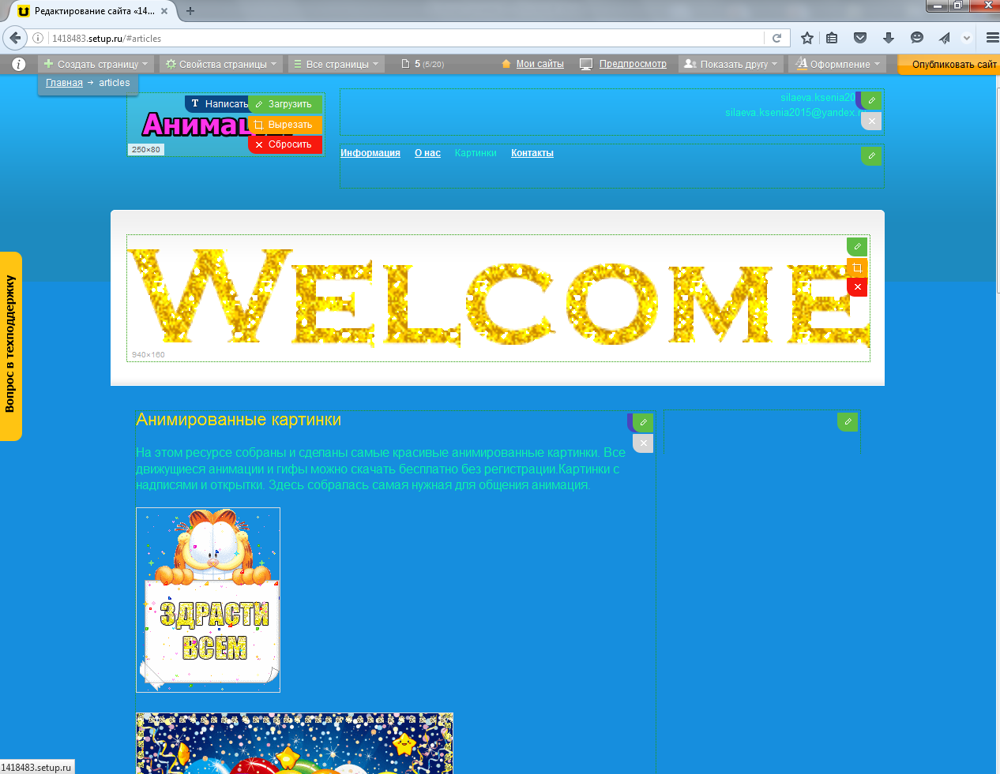 Редактирование сайта «14...
1418483.setup.ru/#articles
Создать страницу
Свойства страницы
Все страницы
5 (5/20)
Мои сайты
Предпросмотр
Показать другу
Оформление
Опубликовать сайт
Главная → articles
T Написать
Загрузить
Вырезать
Сбросить
250×80
silaeva.ksenia20
silaeva.ksenia2015@yandex.
Информация
О нас
Картинки
Контакты
Вопрос в техподдержку
WELCOME
940×160
Анимированные картинки
На этом ресурсе собраны и сделаны самые красивые анимированные картинки. Все
движущиеся анимации и гифы можно скачать бесплатно без регистрации.Картинки с
надписями и открытки. Здесь собралась самая нужная для общения анимация.
ЗДРАСТИ
ВСЕМ
1418483.setup.ru